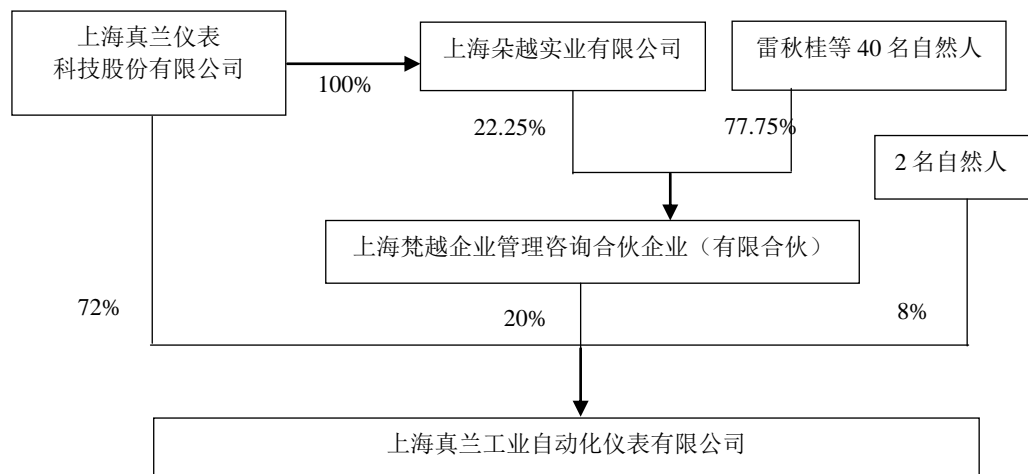 上海真兰仪表
科技股份有限公司
上海朵越实业有限公司
雷秋桂等 40 名自然人
100%
22.25%
77.75%
2 名自然人
上海梵越企业管理咨询合伙企业（有限合伙）
72%
20%
8%
上海真兰工业自动化仪表有限公司